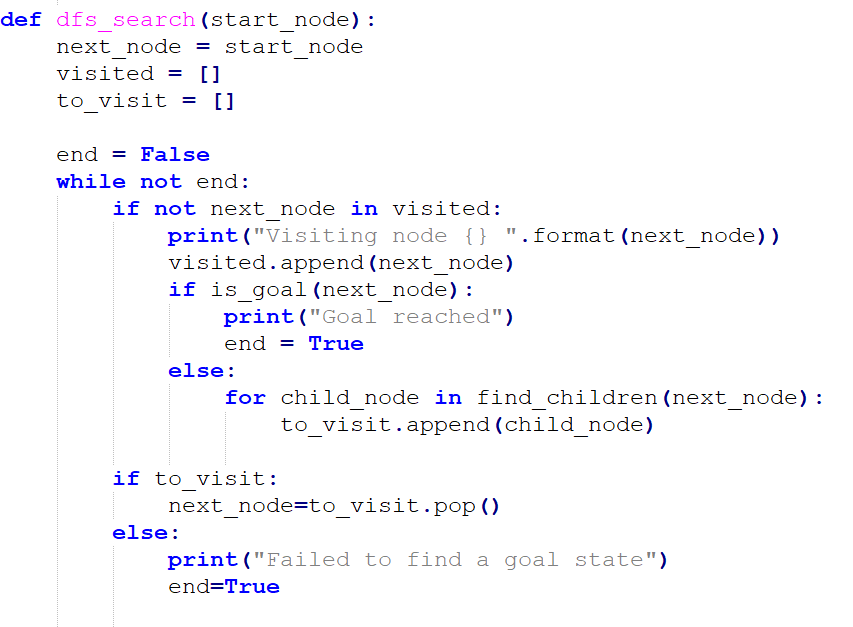 def dfs_search(start_node):
    next_node = start_node
    visited = []
    to_visit = []

    end = False
    while not end:
        if not next_node in visited:
            print("Visiting node {} ".format(next_node))
            visited.append(next_node)
            if is_goal(next_node):
                print("Goal reached")
                end = True
            else:
                for child_node in find_children(next_node):
                    to_visit.append(child_node)

        if to_visit:
            next_node=to_visit.pop()
        else:
            print("Failed to find a goal state")
            end=True